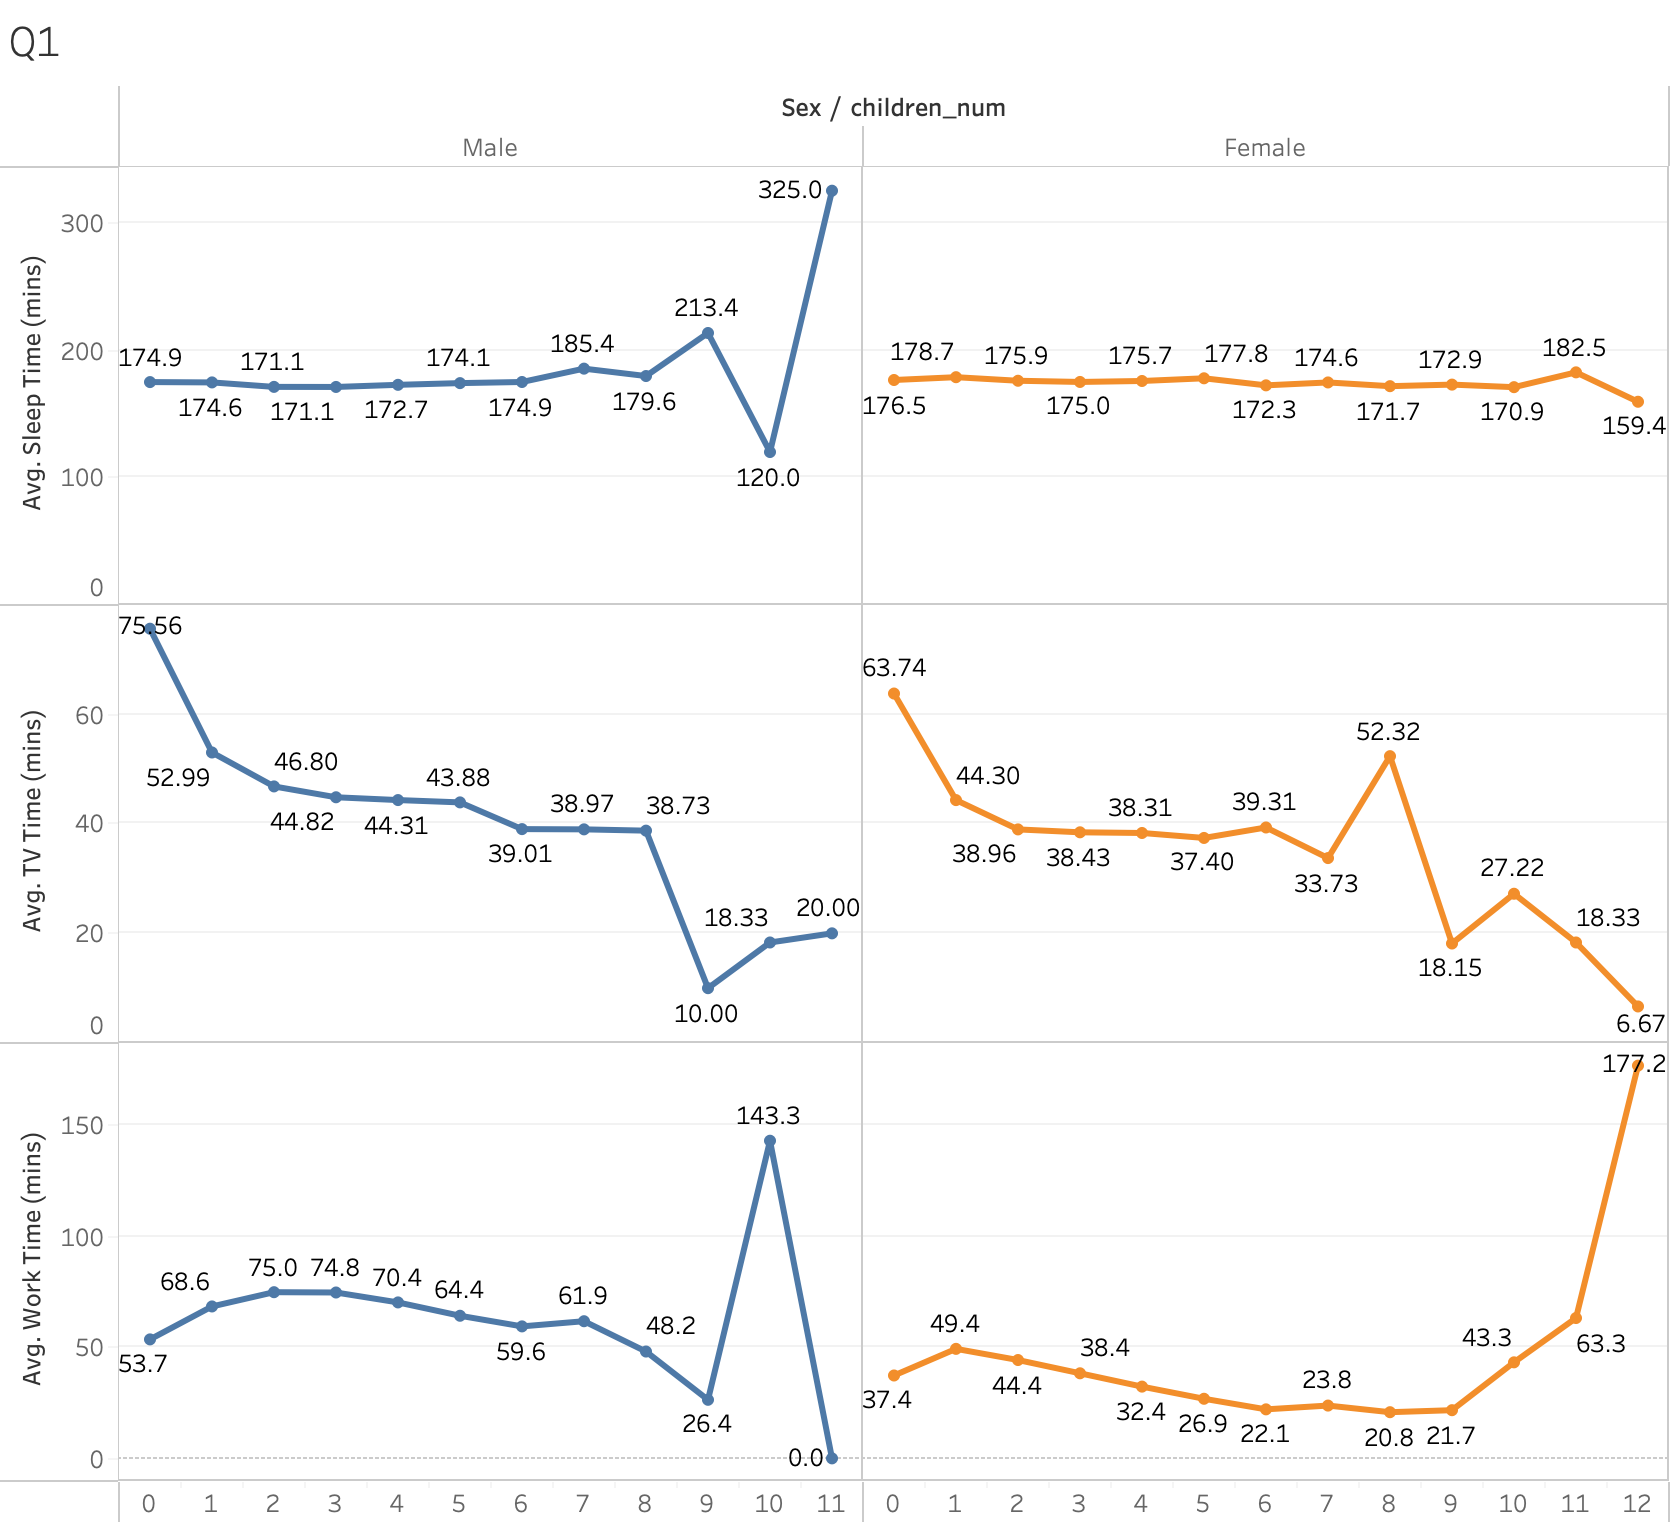 Q1
Sex / children_num
Male Female
Avg. Sleep Time (mins)
300
200
100
0
174.9 174.6 171.1 171.1 172.7 174.1 174.9 185.4 179.6 213.4 120.0 325.0
176.5 178.7 175.9 175.0 175.7 177.8 172.3 174.6 171.7 172.9 170.9 182.5 159.4
Avg. TV Time (mins)
60
40
20
0
75.56 52.99 46.80 44.82 44.31 43.88 39.01 38.97 38.73 10.00 18.33 20.00
63.74 44.30 38.96 38.43 38.31 37.40 39.31 33.73 52.32 18.15 27.22 18.33 6.67
Avg. Work Time (mins)
150
100
50
0
53.7 68.6 75.0 74.8 70.4 64.4 59.6 61.9 48.2 26.4 143.3 0.0
37.4 49.4 44.4 38.4 32.4 26.9 22.1 23.8 20.8 21.7 43.3 63.3 177.2
0 1 2 3 4 5 6 7 8 9 10 11 0 1 2 3 4 5 6 7 8 9 10 11 12